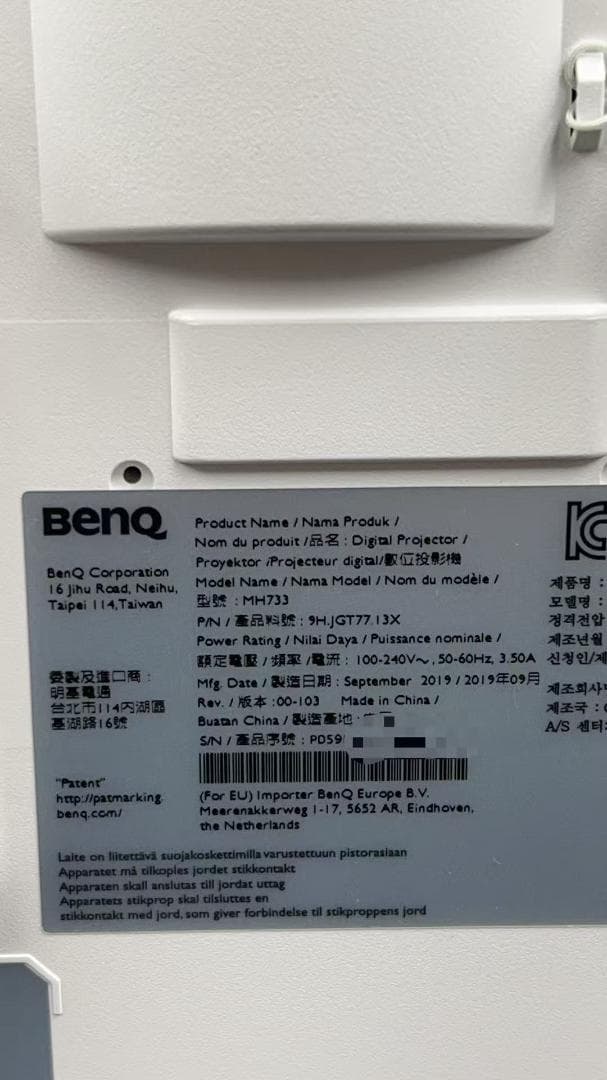 BenQ
BenQ Corporation
16 Jihu Road, Neihu,
Taipei 114,Taiwan
委製及進口商：
明基電通
台北市114內湖區
基湖路16號
"Patent"
http://patmarking.
benq.com/
Product Name / Nama Produk /
Nom du produit /品名 : Digital Projector /
Proyektor /Projecteur digital/數位投影機
Model Name / Nama Model / Nom du modèle /
型號 : MH733
P/N / 產品料號 : 9H.JGT77.13X
Power Rating / Nilai Daya / Puissance nominale /
額定電壓 / 頻率 /電流 : 100-240V~, 50-60Hz, 3.50A
Mfg. Date / 製造日期 : September 2019 / 2019年09月
Rev. / 版本 :00-103 Made in China /
Buatan China / 製造產地 :
S/N / 產品序號 : PD59
(For EU) Importer BenQ Europe B.V.
Meerenakkerweg 1-17, 5652 AR, Eindhoven,
the Netherlands
Laite on liitettävä suojakoskettimilla varustettuun pistorasiaan
Apparatet må tilkoples jordet stikkontakt
Apparaten skall anslutas till jordat uttag
Apparatets stikprop skal tilsluttes en
stikkontakt med jord, som giver forbindelse til stikproppens jord
제품명 :
모델명 :
정격전압
제조년월
신청인/제
제조회사
제조국 :
A/S 센터: